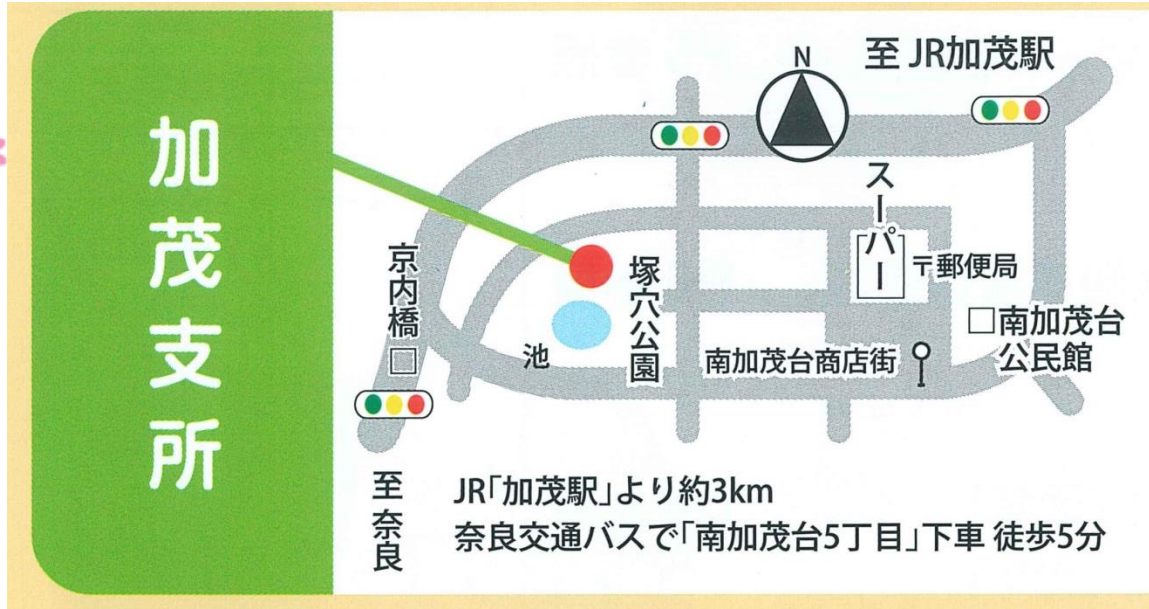 加茂支所
N
至 JR加茂駅
スーパー
〒郵便局
京内橋
塚穴公園
池
□南加茂台
公民館
南加茂台商店街
至奈良
JR「加茂駅」より約3km
奈良交通バスで「南加茂台5丁目」下車 徒歩5分